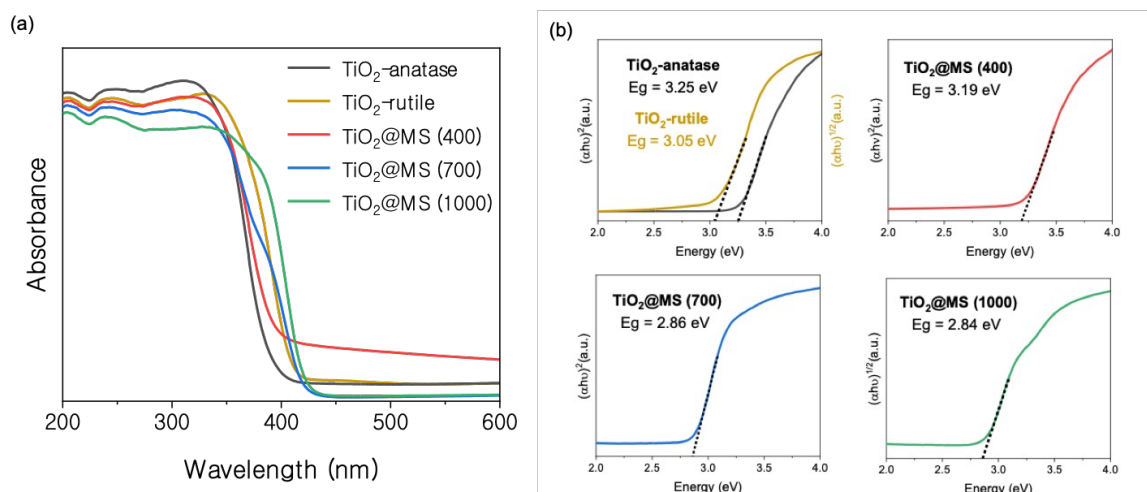 (a)
Absorbance
TiO₂-anatase
TiO₂-rutile
TiO₂@MS (400)
TiO₂@MS (700)
TiO₂@MS (1000)
200 300 400 500 600
Wavelength (nm)
(b)
(αhυ)²(a.u.)
TiO₂-anatase
Eg = 3.25 eV
TiO₂-rutile
Eg = 3.05 eV
(αhυ)¹/²(a.u.)
2.0 2.5 3.0 3.5 4.0
Energy (eV)
(αhυ)²(a.u.)
TiO₂@MS (400)
Eg = 3.19 eV
2.0 2.5 3.0 3.5 4.0
Energy (eV)
(αhυ)²(a.u.)
TiO₂@MS (700)
Eg = 2.86 eV
2.0 2.5 3.0 3.5 4.0
Energy (eV)
(αhυ)¹/²(a.u.)
TiO₂@MS (1000)
Eg = 2.84 eV
2.0 2.5 3.0 3.5 4.0
Energy (eV)